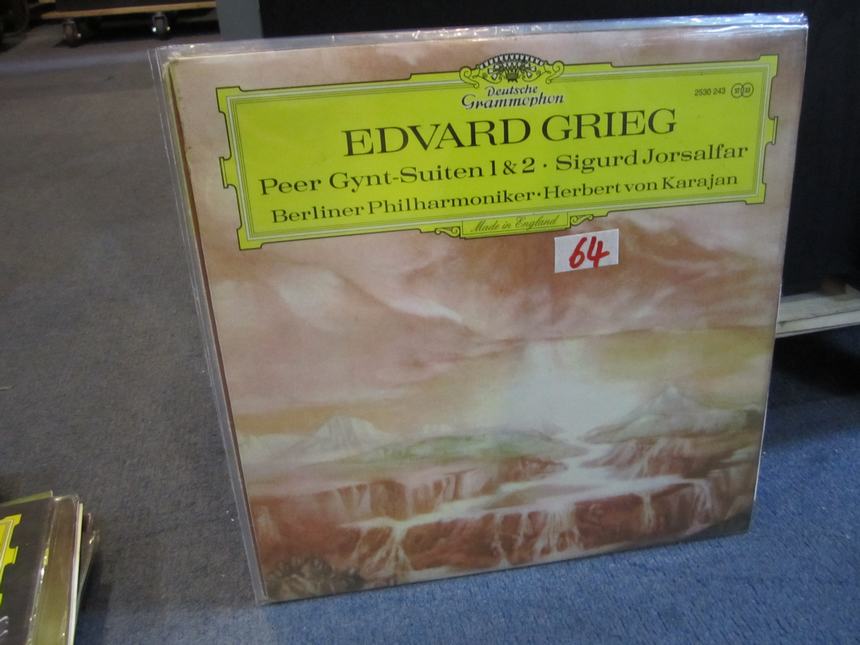 Deutsche
Grammophon
2530 243
EDVARD GRIEG
Peer Gynt-Suiten 1 & 2 · Sigurd Jorsalfar
Berliner Philharmoniker · Herbert von Karajan
Made in England
64